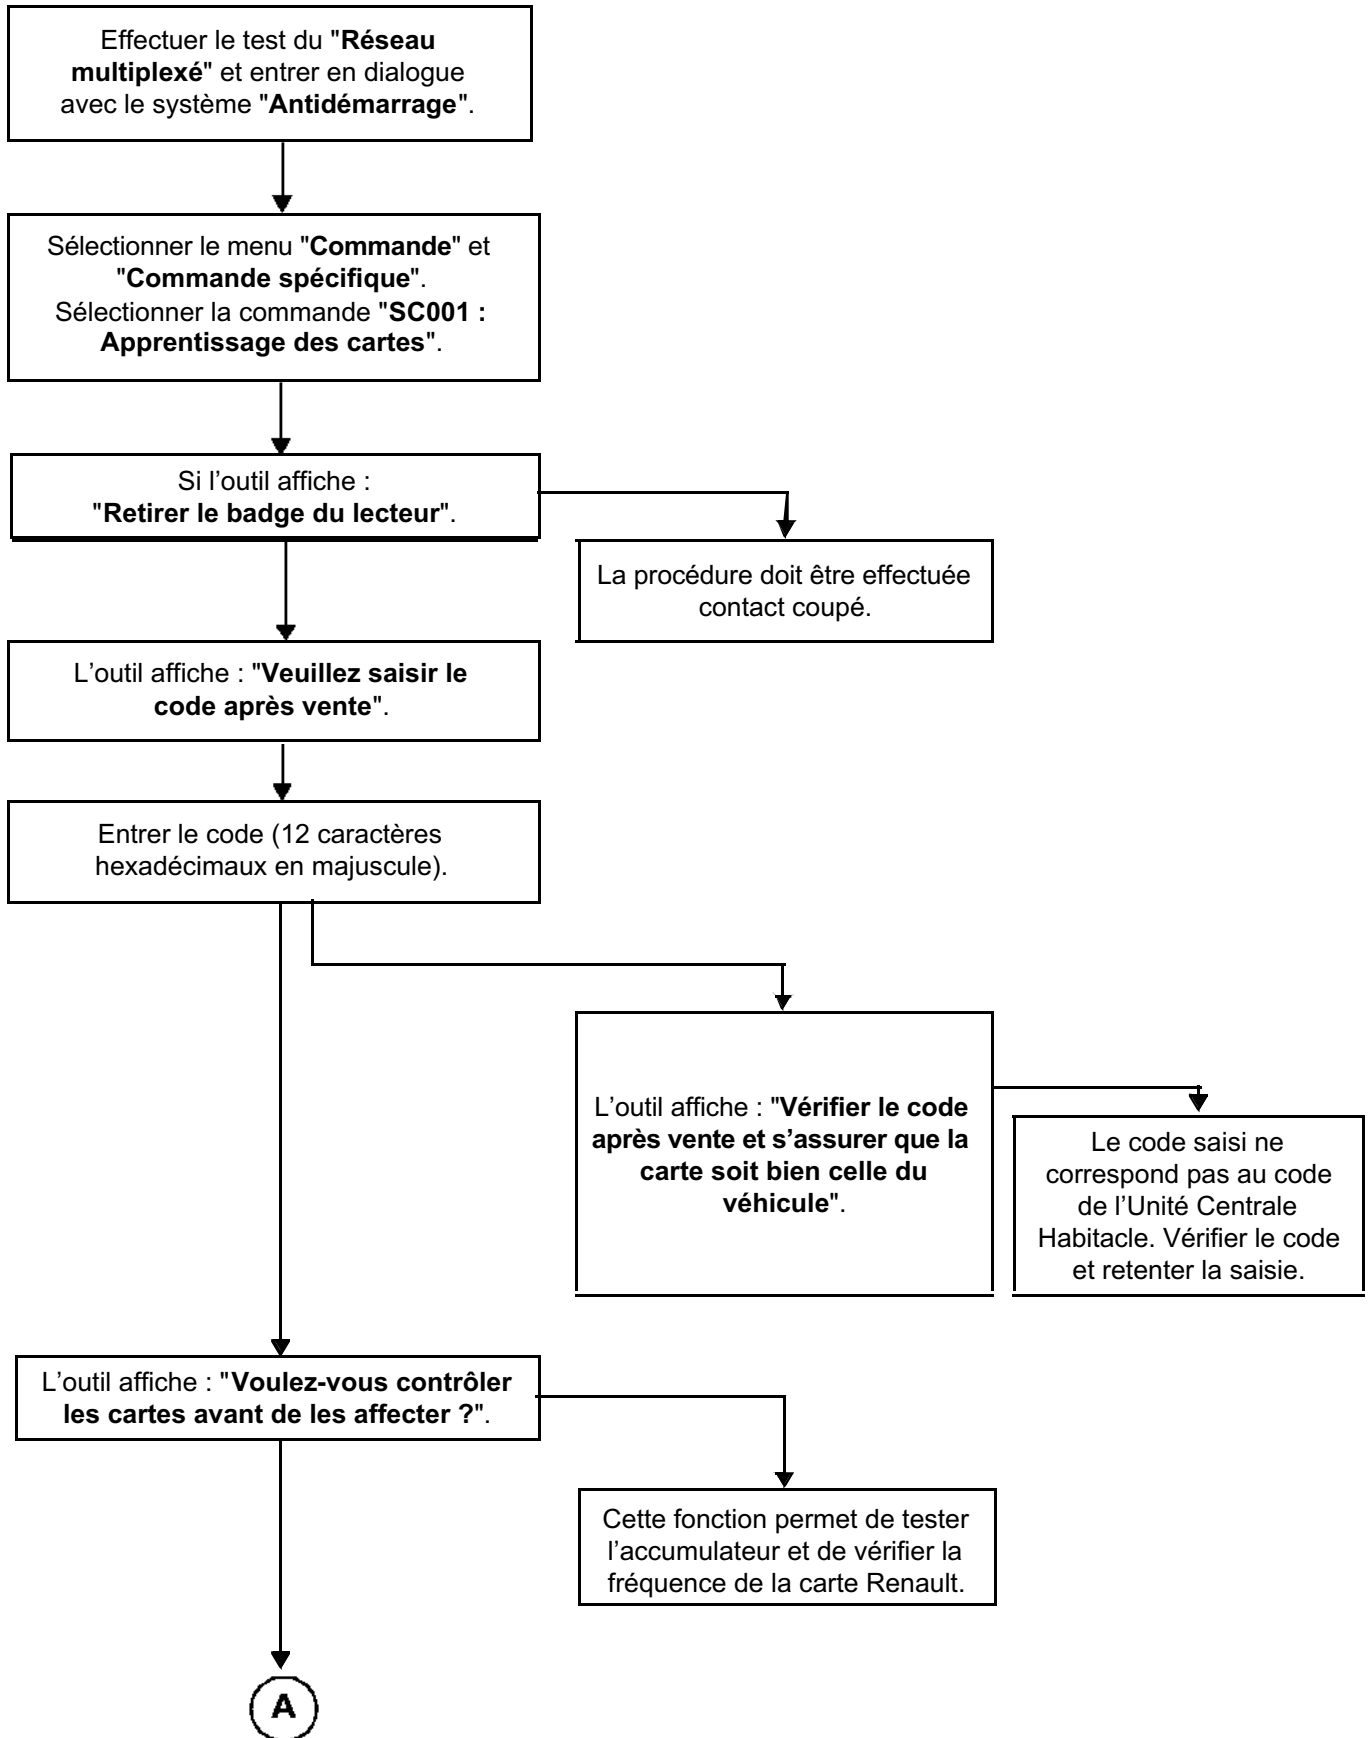 Effectuer le test du "Réseau
multiplexé" et entrer en dialogue
avec le système "Antidémarrage".
Sélectionner le menu "Commande" et
"Commande spécifique".
Sélectionner la commande "SC001 :
Apprentissage des cartes".
Si l'outil affiche :
"Retirer le badge du lecteur".
La procédure doit être effectuée
contact coupé.
L'outil affiche : "Veuillez saisir le
code après vente".
Entrer le code (12 caractères
hexadécimaux en majuscule).
L'outil affiche : "Vérifier le code
après vente et s'assurer que la
carte soit bien celle du
véhicule".
Le code saisi ne
correspond pas au code
de l'Unité Centrale
Habitacle. Vérifier le code
et retenter la saisie.
L'outil affiche : "Voulez-vous contrôler
les cartes avant de les affecter ?".
Cette fonction permet de tester
l'accumulateur et de vérifier la
fréquence de la carte Renault.
A